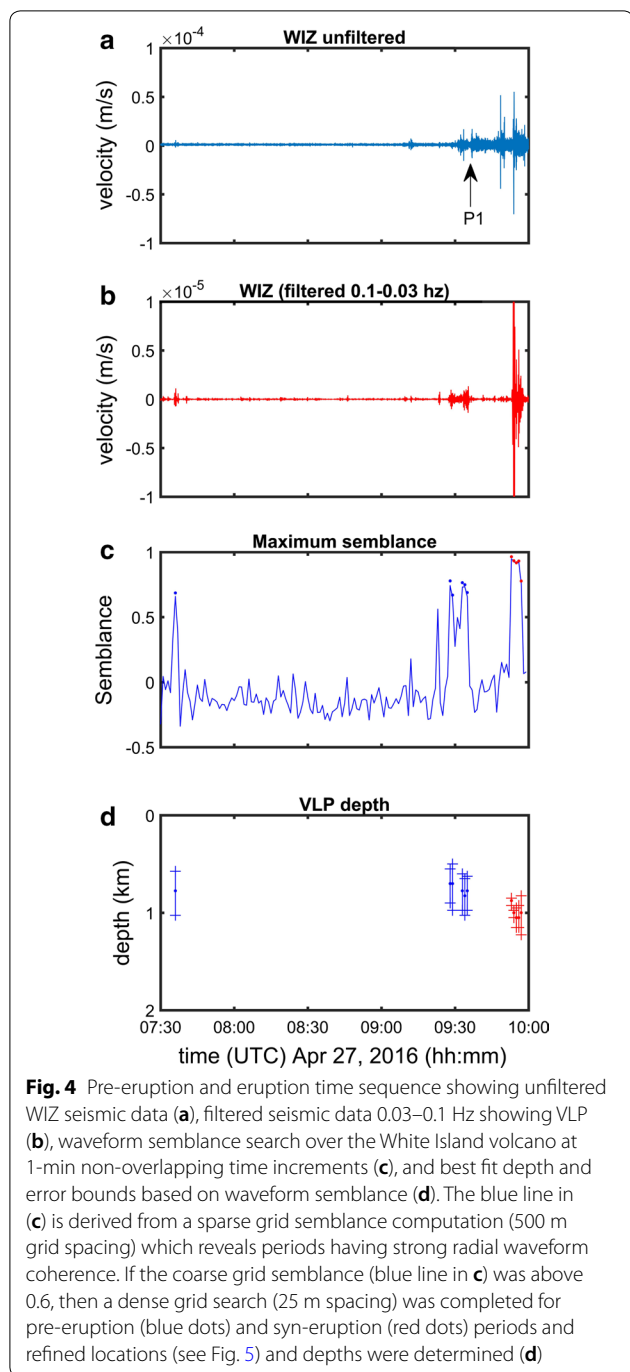 a
×10⁻⁴ WIZ unfiltered
velocity (m/s)
1
0.5
0
-0.5
-1
P1
b
×10⁻⁵ WIZ (filtered 0.1-0.03 hz)
velocity (m/s)
1
0.5
0
-0.5
-1
c
Maximum semblance
Semblance
1
0.5
0
-0.5
d
VLP depth
depth (km)
0
1
2
07:30 08:00 08:30 09:00 09:30 10:00
time (UTC) Apr 27, 2016 (hh:mm)
Fig. 4 Pre-eruption and eruption time sequence showing unfiltered
WIZ seismic data (a), filtered seismic data 0.03–0.1 Hz showing VLP
(b), waveform semblance search over the White Island volcano at
1-min non-overlapping time increments (c), and best fit depth and
error bounds based on waveform semblance (d). The blue line in
(c) is derived from a sparse grid semblance computation (500 m
grid spacing) which reveals periods having strong radial waveform
coherence. If the coarse grid semblance (blue line in c) was above
0.6, then a dense grid search (25 m spacing) was completed for
pre-eruption (blue dots) and syn-eruption (red dots) periods and
refined locations (see Fig. 5) and depths were determined (d)